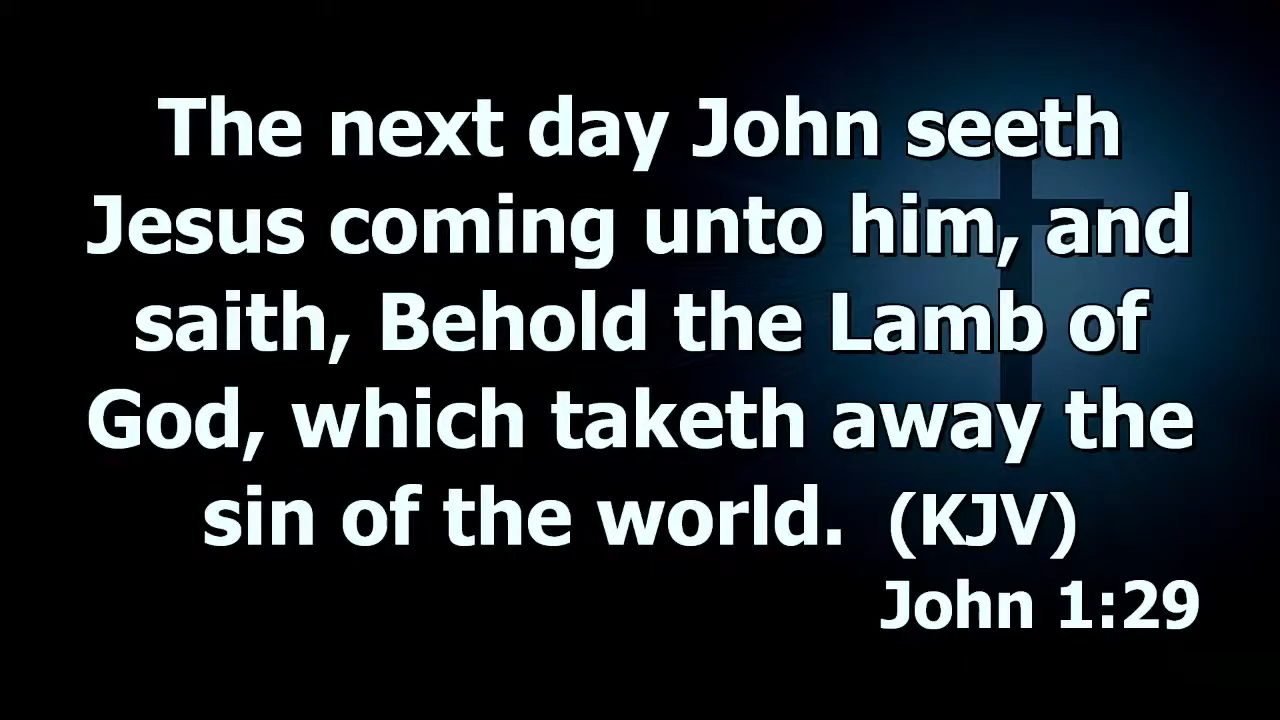 The next day John seeth
Jesus coming unto him, and
saith, Behold the Lamb of
God, which taketh away the
sin of the world. (KJV)
John 1:29